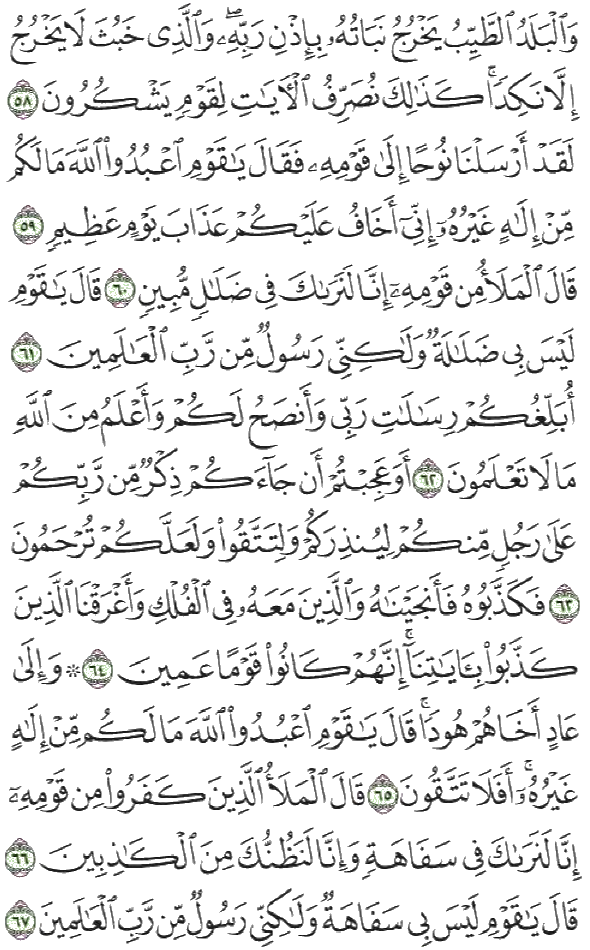 وَٱلْبَلَدُ ٱلطَّيِّبُ يَخْرُجُ نَبَاتُهُۥ بِإِذْنِ رَبِّهِۦۖ وَٱلَّذِى خَبُثَ لَا يَخْرُجُ
إِلَّا نَكِدًاۚ كَذَٰلِكَ نُصَرِّفُ ٱلْأَيَٰتِ لِقَوْمٍ يَشْكُرُونَ ٥٨
لَقَدْ أَرْسَلْنَا نُوحًا إِلَىٰ قَوْمِهِۦ فَقَالَ يَٰقَوْمِ ٱعْبُدُواْ ٱللَّهَ مَا لَكُم
مِّنْ إِلَٰهٍ غَيْرُهُۥٓ إِنِّىٓ أَخَافُ عَلَيْكُمْ عَذَابَ يَوْمٍ عَظِيمٍ ٥٩
قَالَ ٱلْمَلَأُ مِن قَوْمِهِۦٓ إِنَّا لَنَرَىٰكَ فِى ضَلَٰلٍ مُّبِينٍ ٦٠ قَالَ يَٰقَوْمِ
لَيْسَ بِى ضَلَٰلَةٌ وَلَٰكِنِّى رَسُولٌ مِّن رَّبِّ ٱلْعَٰلَمِينَ ٦١
أُبَلِّغُكُمْ رِسَٰلَٰتِ رَبِّى وَأَنصَحُ لَكُمْ وَأَعْلَمُ مِنَ ٱللَّهِ
مَا لَا تَعْلَمُونَ ٦٢ أَوَعَجِبْتُمْ أَن جَآءَكُمْ ذِكْرٌ مِّن رَّبِّكُمْ
عَلَىٰ رَجُلٍ مِّنكُمْ لِيُنذِرَكُمْ وَلِتَتَّقُواْ وَلَعَلَّكُمْ تُرْحَمُونَ
٦٣ فَكَذَّبُوهُ فَأَنجَيْنَٰهُ وَٱلَّذِينَ مَعَهُۥ فِى ٱلْفُلْكِ وَأَغْرَقْنَا ٱلَّذِينَ
كَذَّبُواْ بِـَٔايَٰتِنَآۚ إِنَّهُمْ كَانُواْ قَوْمًا عَمِينَ ٦٤ ۞ وَإِلَىٰ
عَادٍ أَخَاهُمْ هُودًاۚ قَالَ يَٰقَوْمِ ٱعْبُدُواْ ٱللَّهَ مَا لَكُم مِّنْ إِلَٰهٍ
غَيْرُهُۥٓۚ أَفَلَا تَتَّقُونَ ٦٥ قَالَ ٱلْمَلَأُ ٱلَّذِينَ كَفَرُواْ مِن قَوْمِهِۦٓ
إِنَّا لَنَرَىٰكَ فِى سَفَاهَةٍ وَإِنَّا لَنَظُنُّكَ مِنَ ٱلْكَٰذِبِينَ ٦٦
قَالَ يَٰقَوْمِ لَيْسَ بِى سَفَاهَةٌ وَلَٰكِنِّى رَسُولٌ مِّن رَّبِّ ٱلْعَٰلَمِينَ ٦٧